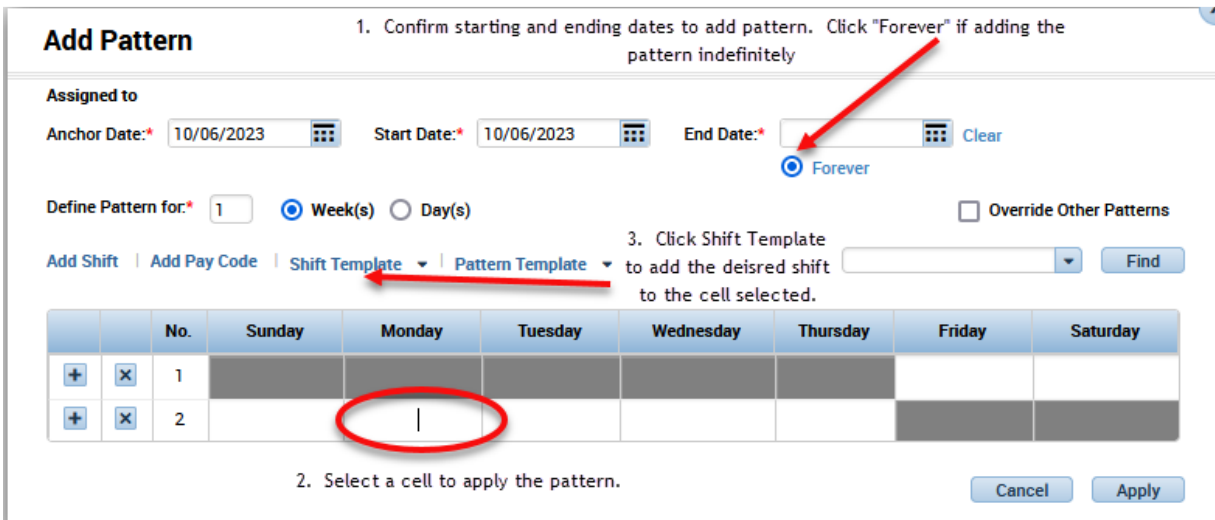 1. Confirm starting and ending dates to add pattern. Click "Forever" if adding the
pattern indefinitely
Add Pattern
Assigned to
Anchor Date:* 10/06/2023 Start Date:* 10/06/2023 End Date:* Clear
Forever
Define Pattern for:* 1 Week(s) Day(s) Override Other Patterns
3. Click Shift Template
to add the deisred shift
to the cell selected.
Add Shift | Add Pay Code | Shift Template | Pattern Template Find
No. Sunday Monday Tuesday Wednesday Thursday Friday Saturday
1
2
2. Select a cell to apply the pattern.
Cancel Apply